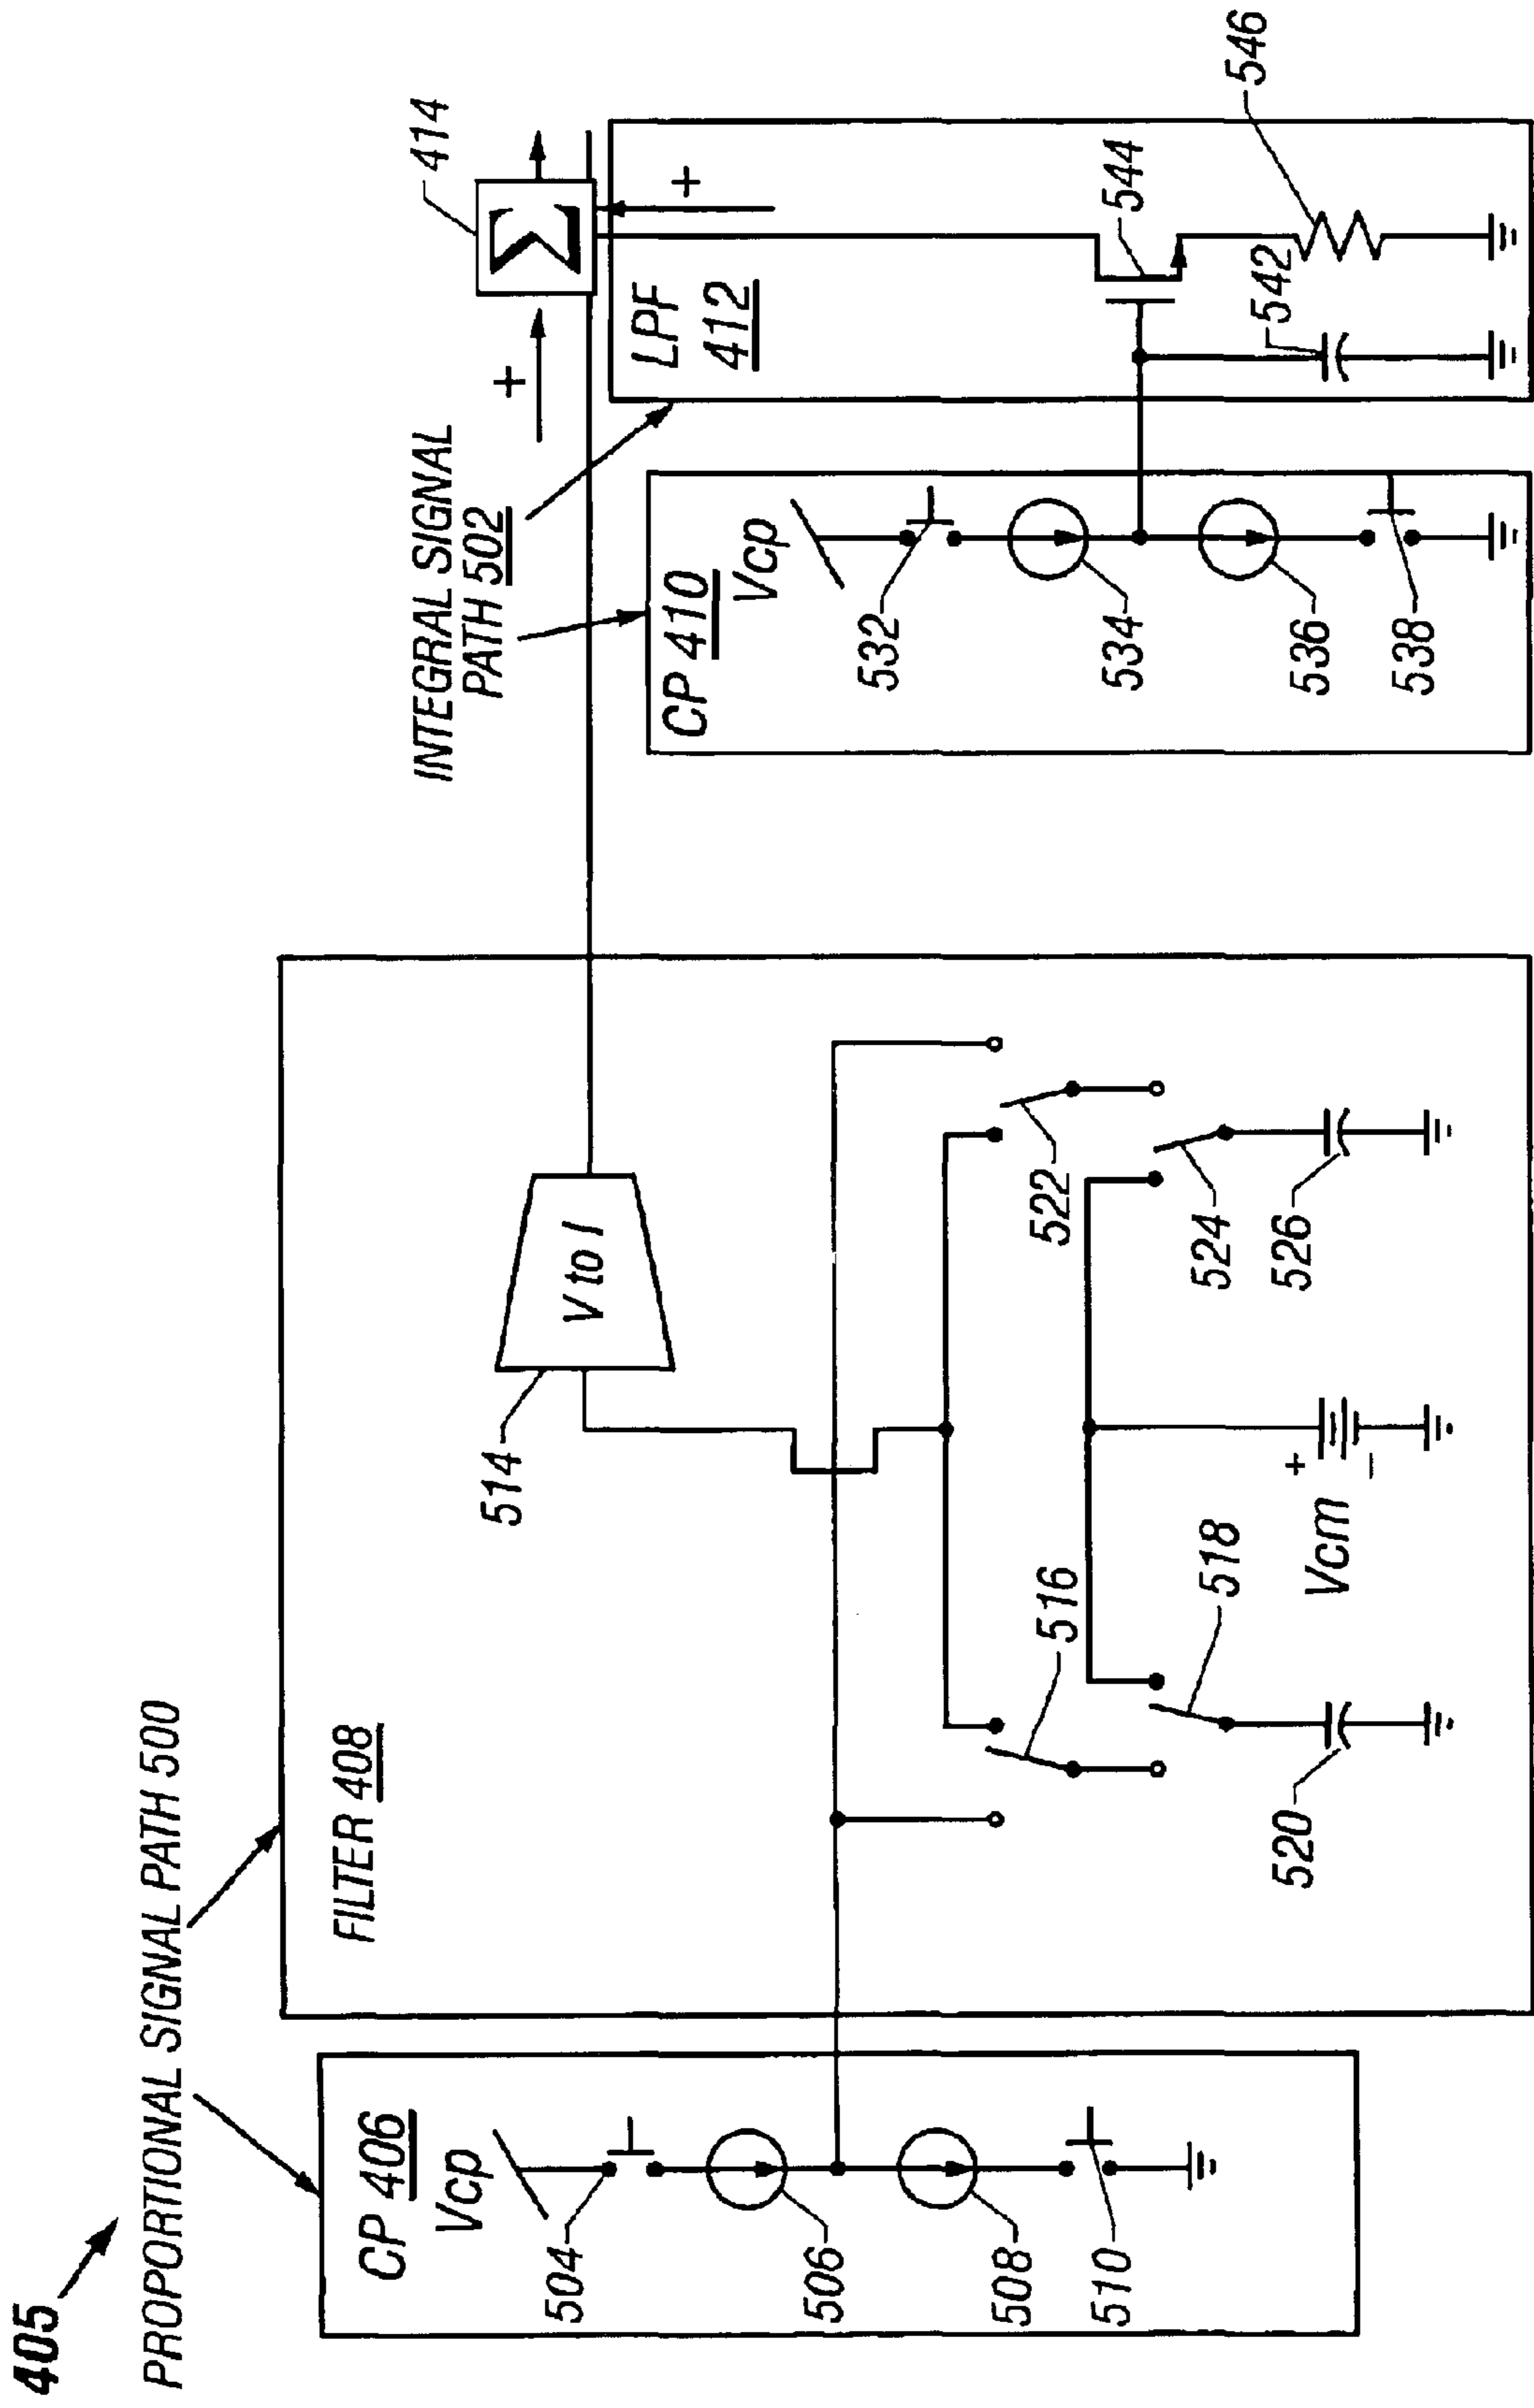 405
PROPORTIONAL SIGNAL PATH 500
CP 406
Vcp
504
506
508
510
FILTER 408
514
V to I
516
518
520
Vcm
+
–
522
524
526
INTEGRAL SIGNAL
PATH 502
CP 410
Vcp
532
534
536
538
+
414
Σ
+
LPF
412
542
544
546